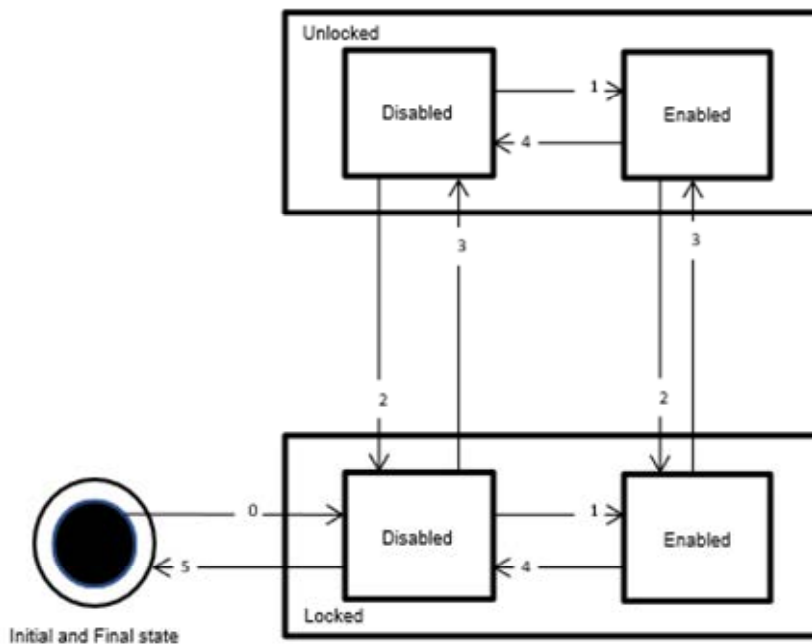 Unlocked
Disabled
1
Enabled
4
3
3
2
2
0
Disabled
1
Enabled
5
4
Locked
Initial and Final state